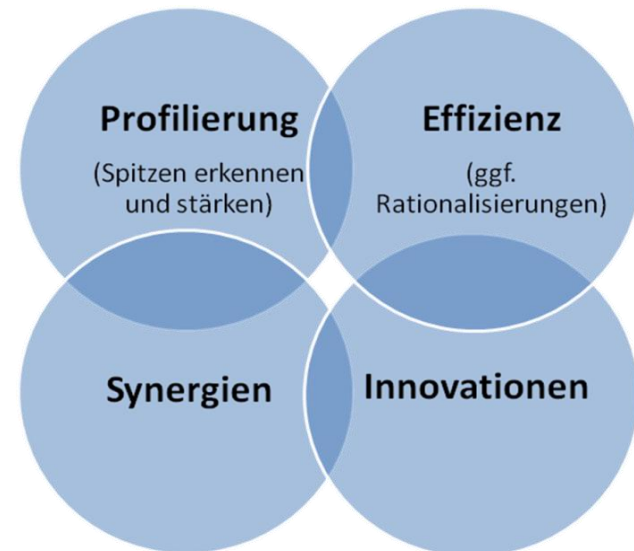 Profilierung
(Spitzen erkennen
und stärken)
Effizienz
(ggf.
Rationalisierungen)
Synergien
Innovationen